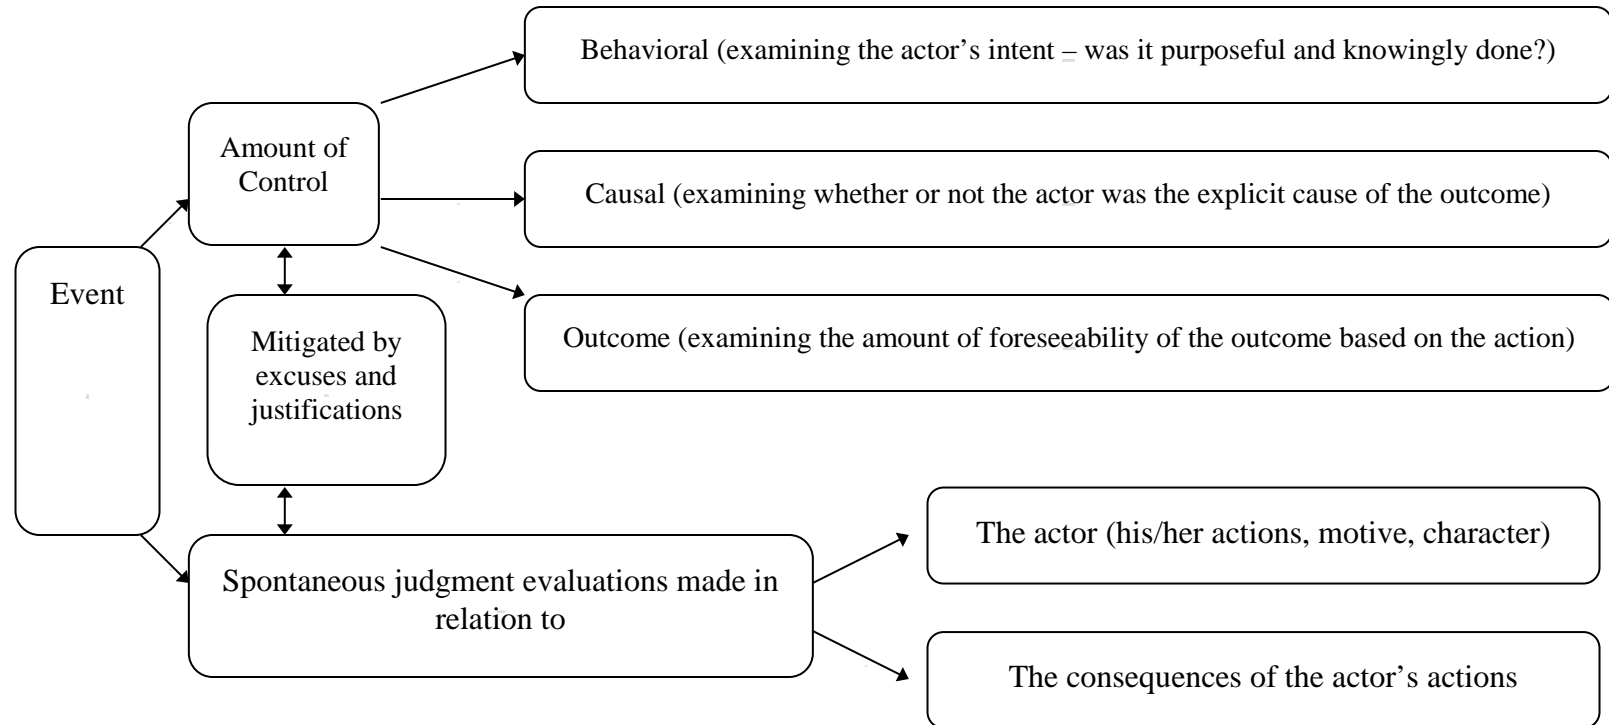 Behavioral (examining the actor’s intent – was it purposeful and knowingly done?)
Amount of
Control
Causal (examining whether or not the actor was the explicit cause of the outcome)
Event
Outcome (examining the amount of foreseeability of the outcome based on the action)
Mitigated by
excuses and
justifications
The actor (his/her actions, motive, character)
Spontaneous judgment evaluations made in
relation to
The consequences of the actor’s actions